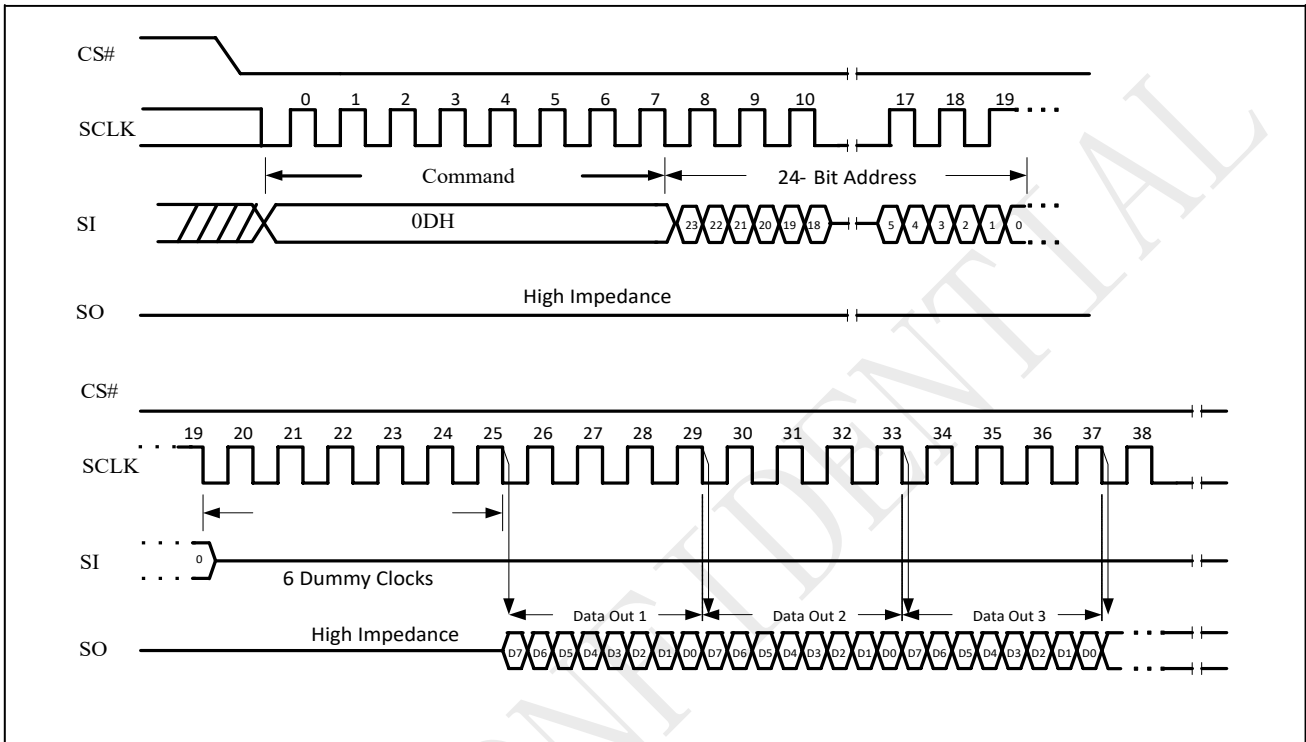 CS#
0 1 2 3 4 5 6 7 8 9 10 17 18 19
SCLK
Command 24- Bit Address
SI 0DH 23 22 21 20 19 18 5 4 3 2 1 0
High Impedance
SO
CS#
19 20 21 22 23 24 25 26 27 28 29 30 31 32 33 34 35 36 37 38
SCLK
SI 0
6 Dummy Clocks
Data Out 1 Data Out 2 Data Out 3
High Impedance
SO D7 D6 D5 D4 D3 D2 D1 D0 D7 D6 D5 D4 D3 D2 D1 D0 D7 D6 D5 D4 D3 D2 D1 D0
NFIDENTIAL